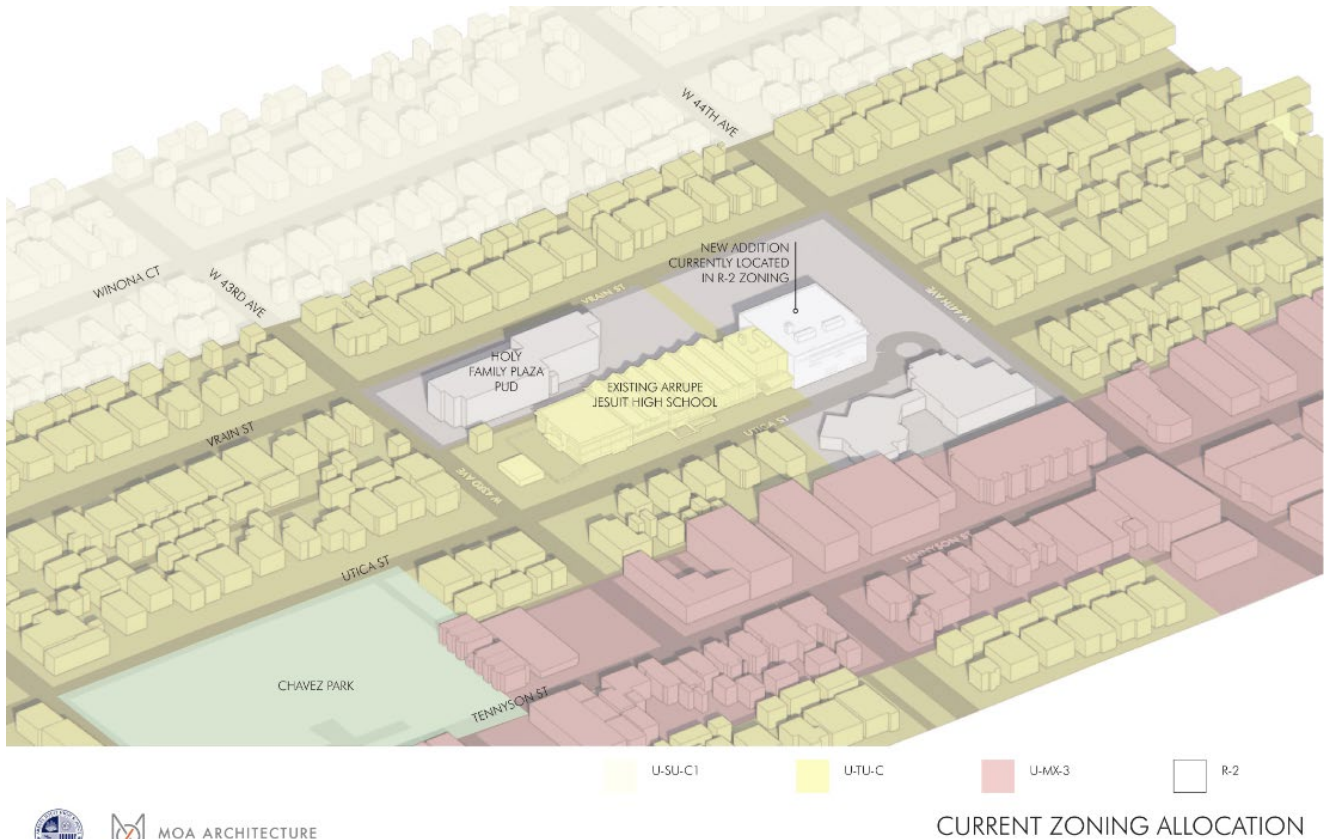 W 44TH AVE
NEW ADDITION
CURRENTLY LOCATED
IN R-2 ZONING
WINONA CT
W 43RD AVE
VRAIN ST
W 44TH AVE
HOLY
FAMILY PLAZA
PUD
EXISTING ARRUPE
JESUIT HIGH SCHOOL
UTICA ST
VRAIN ST
W 43RD AVE
TENNYSON ST
UTICA ST
CHAVEZ PARK
TENNYSON ST
U-SU-C1
U-TU-C
U-MX-3
R-2
MOA ARCHITECTURE
CURRENT ZONING ALLOCATION